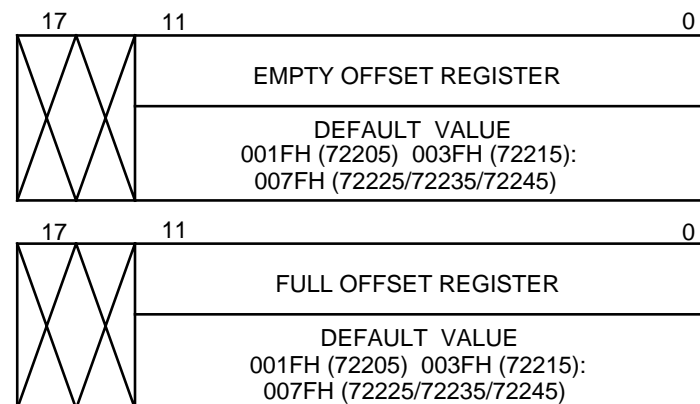 17 11 0
EMPTY OFFSET REGISTER
DEFAULT VALUE
001FH (72205) 003FH (72215):
007FH (72225/72235/72245)
17 11 0
FULL OFFSET REGISTER
DEFAULT VALUE
001FH (72205) 003FH (72215):
007FH (72225/72235/72245)